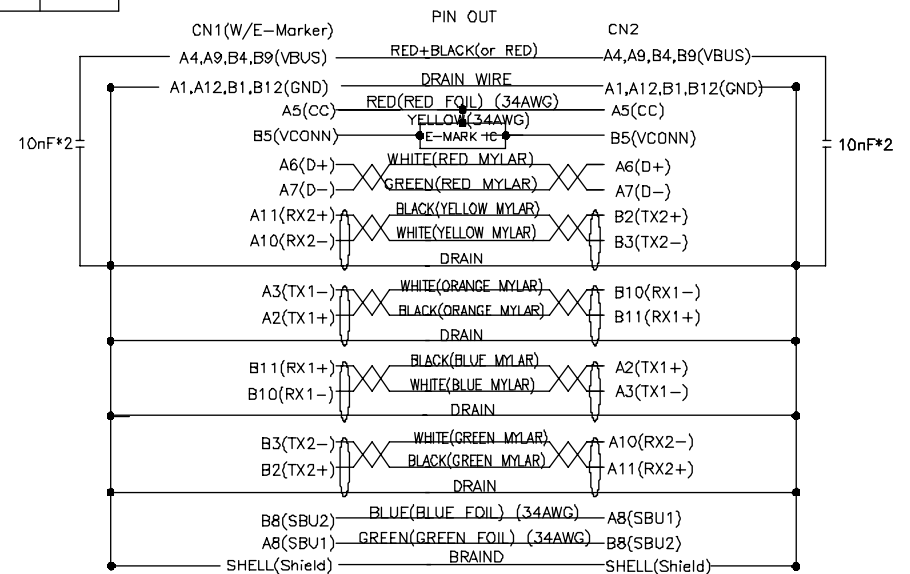 PIN OUT
CN1(W/E-Marker) CN2
A4,A9,B4,B9(VBUS) RED+BLACK(or RED) A4,A9,B4,B9(VBUS)
A1,A12,B1,B12(GND) DRAIN WIRE A1,A12,B1,B12(GND)
A5(CC) RED(RED FOIL) (34AWG) A5(CC)
YELLOW(34AWG)
B5(VCONN) E-MARK IC B5(VCONN)
10nF*2 10nF*2
A6(D+) WHITE(RED MYLAR) A6(D+)
A7(D-) GREEN(RED MYLAR) A7(D-)
A11(RX2+) BLACK(YELLOW MYLAR) B2(TX2+)
A10(RX2-) WHITE(YELLOW MYLAR) B3(TX2-)
DRAIN
A3(TX1-) WHITE(ORANGE MYLAR) B10(RX1-)
A2(TX1+) BLACK(ORANGE MYLAR) B11(RX1+)
DRAIN
B11(RX1+) BLACK(BLUE MYLAR) A2(TX1+)
B10(RX1-) WHITE(BLUE MYLAR) A3(TX1-)
DRAIN
B3(TX2-) WHITE(GREEN MYLAR) A10(RX2-)
B2(TX2+) BLACK(GREEN MYLAR) A11(RX2+)
DRAIN
B8(SBU2) BLUE(BLUE FOIL) (34AWG) A8(SBU1)
A8(SBU1) GREEN(GREEN FOIL) (34AWG) B8(SBU2)
SHELL(Shield) BRAIND SHELL(Shield)